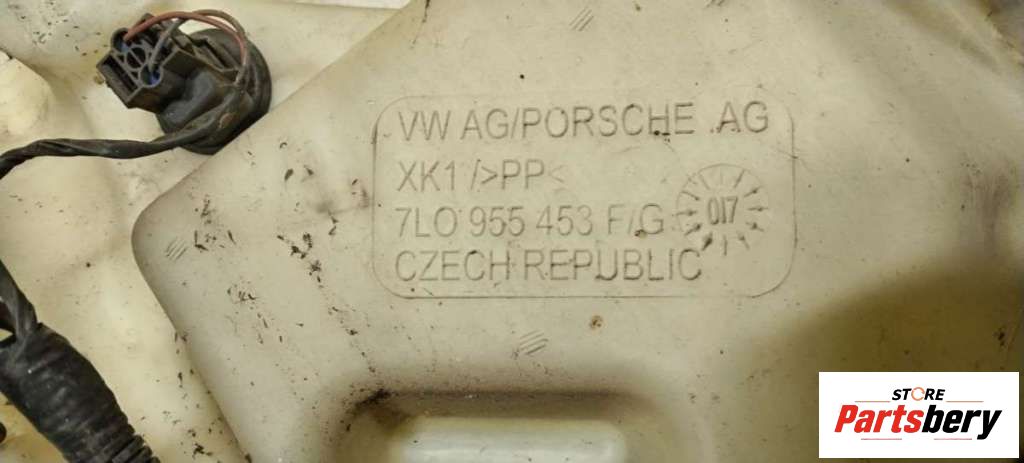 VW AG/PORSCHE AG
XK1 />PP<
7L0 955 453 F/G
017
CZECH REPUBLIC
STORE
Partsbery